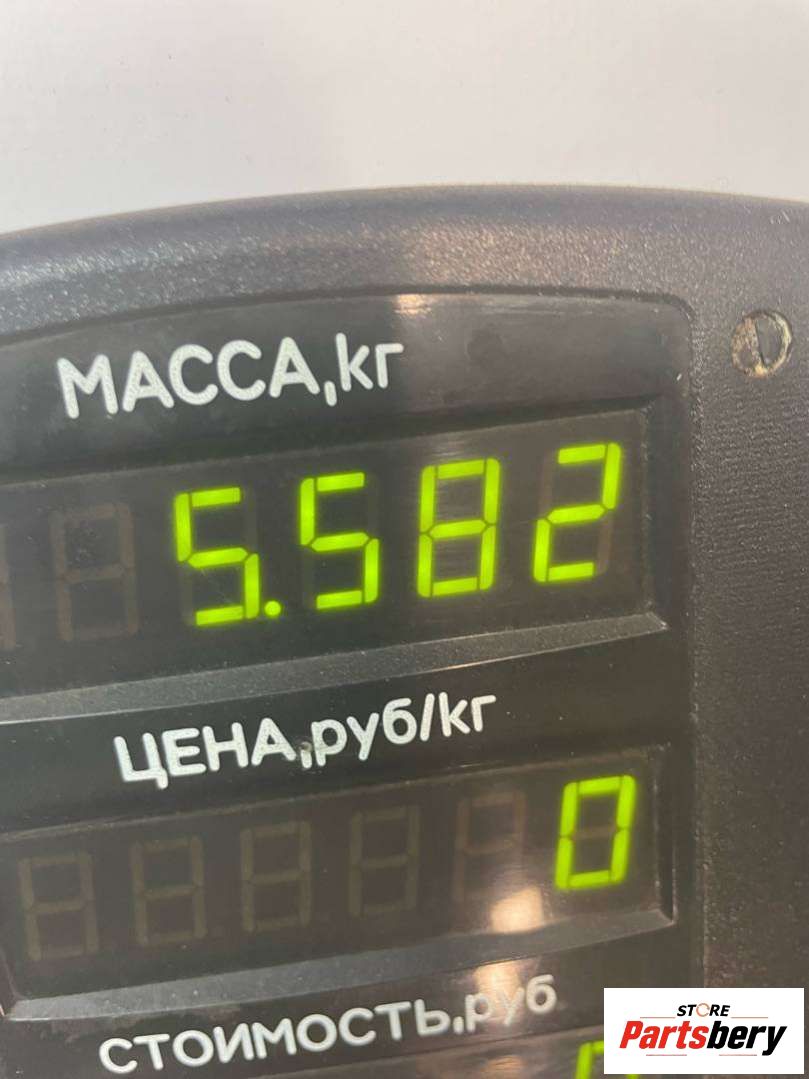 МАССА,кг
5.582
ЦЕНА,руб/кг
0
СТОИМОСТЬ,руб
STORE
Partsbery